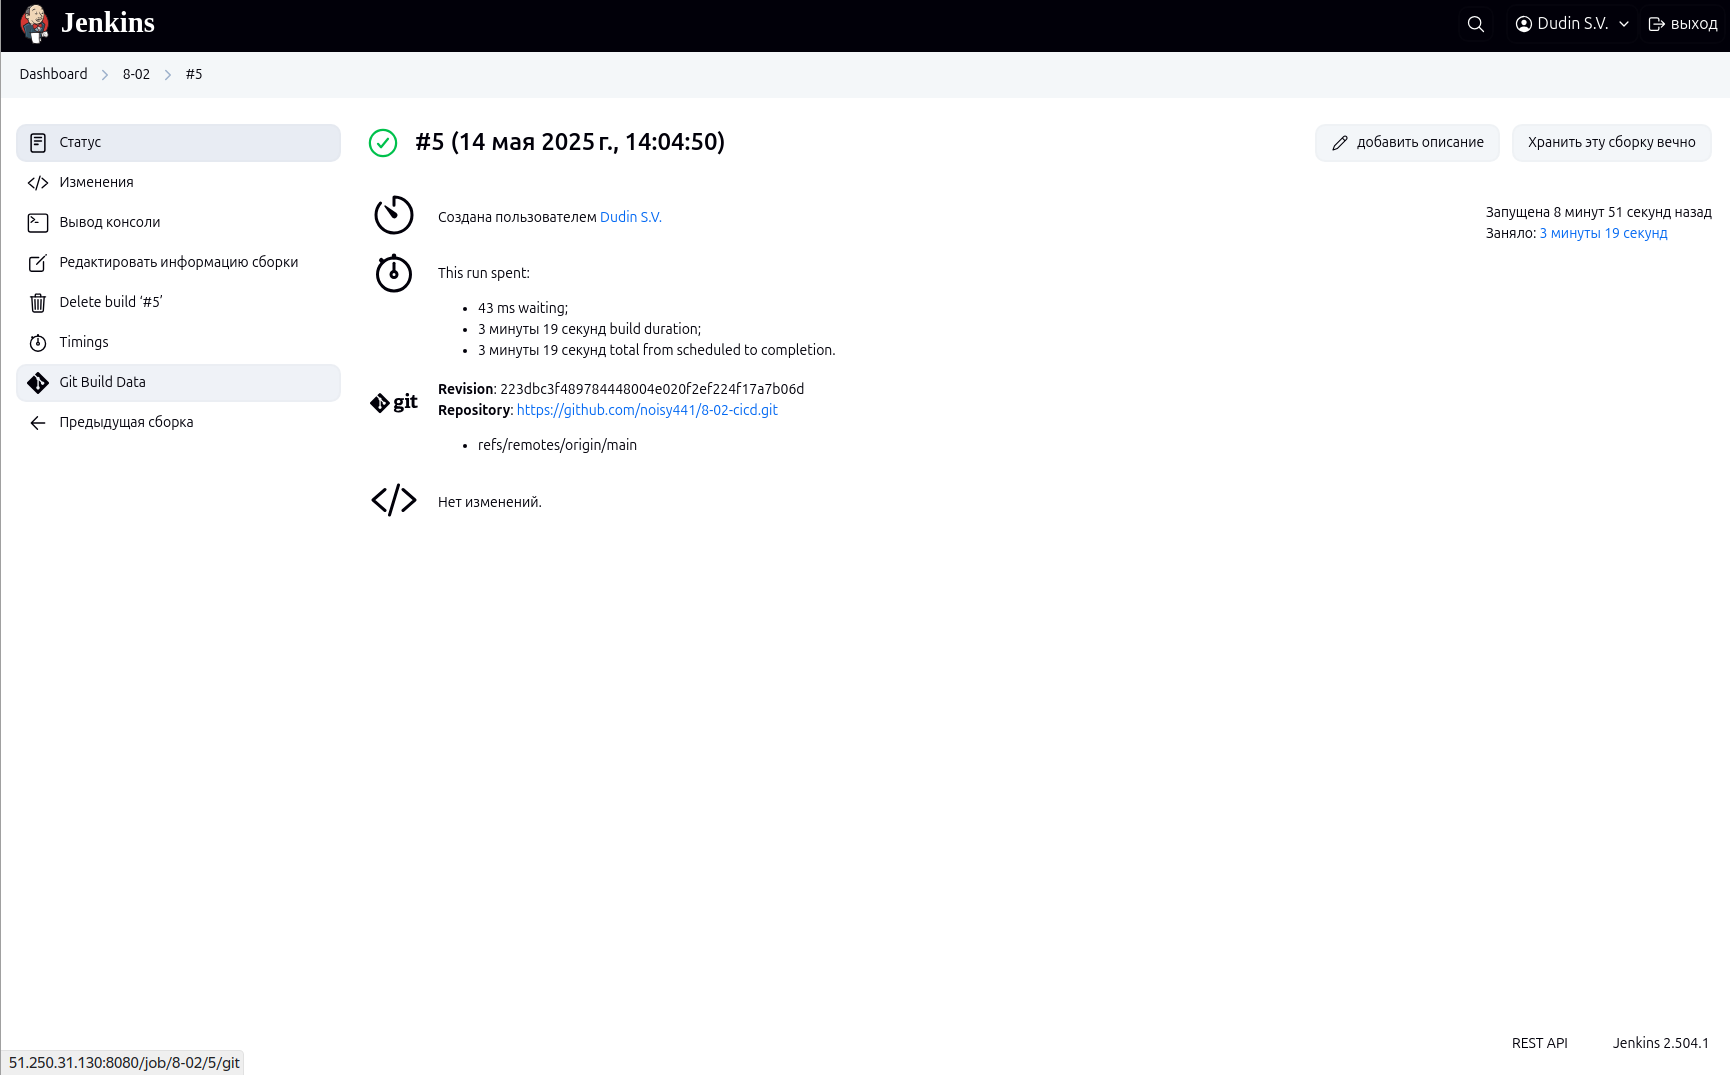 Jenkins
Dudin S.V.
выход
Dashboard
8-02
#5
Статус
Изменения
Вывод консоли
Редактировать информацию сборки
Delete build ‘#5’
Timings
Git Build Data
Предыдущая сборка
#5 (14 мая 2025 г., 14:04:50)
добавить описание
Хранить эту сборку вечно
Создана пользователем Dudin S.V.
Запущена 8 минут 51 секунд назад
Заняло: 3 минуты 19 секунд
This run spent:
• 43 ms waiting;
• 3 минуты 19 секунд build duration;
• 3 минуты 19 секунд total from scheduled to completion.
git
Revision: 223dbc3f489784448004e020f2ef224f17a7b06d
Repository: https://github.com/noisy441/8-02-cicd.git
• refs/remotes/origin/main
Нет изменений.
REST API
Jenkins 2.504.1
51.250.31.130:8080/job/8-02/5/git